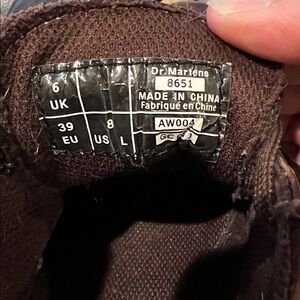 Dr. Martens
8651
MADE IN CHINA
Fabriqué en Chine
AW004
6
UK
39
EU
8
US
L